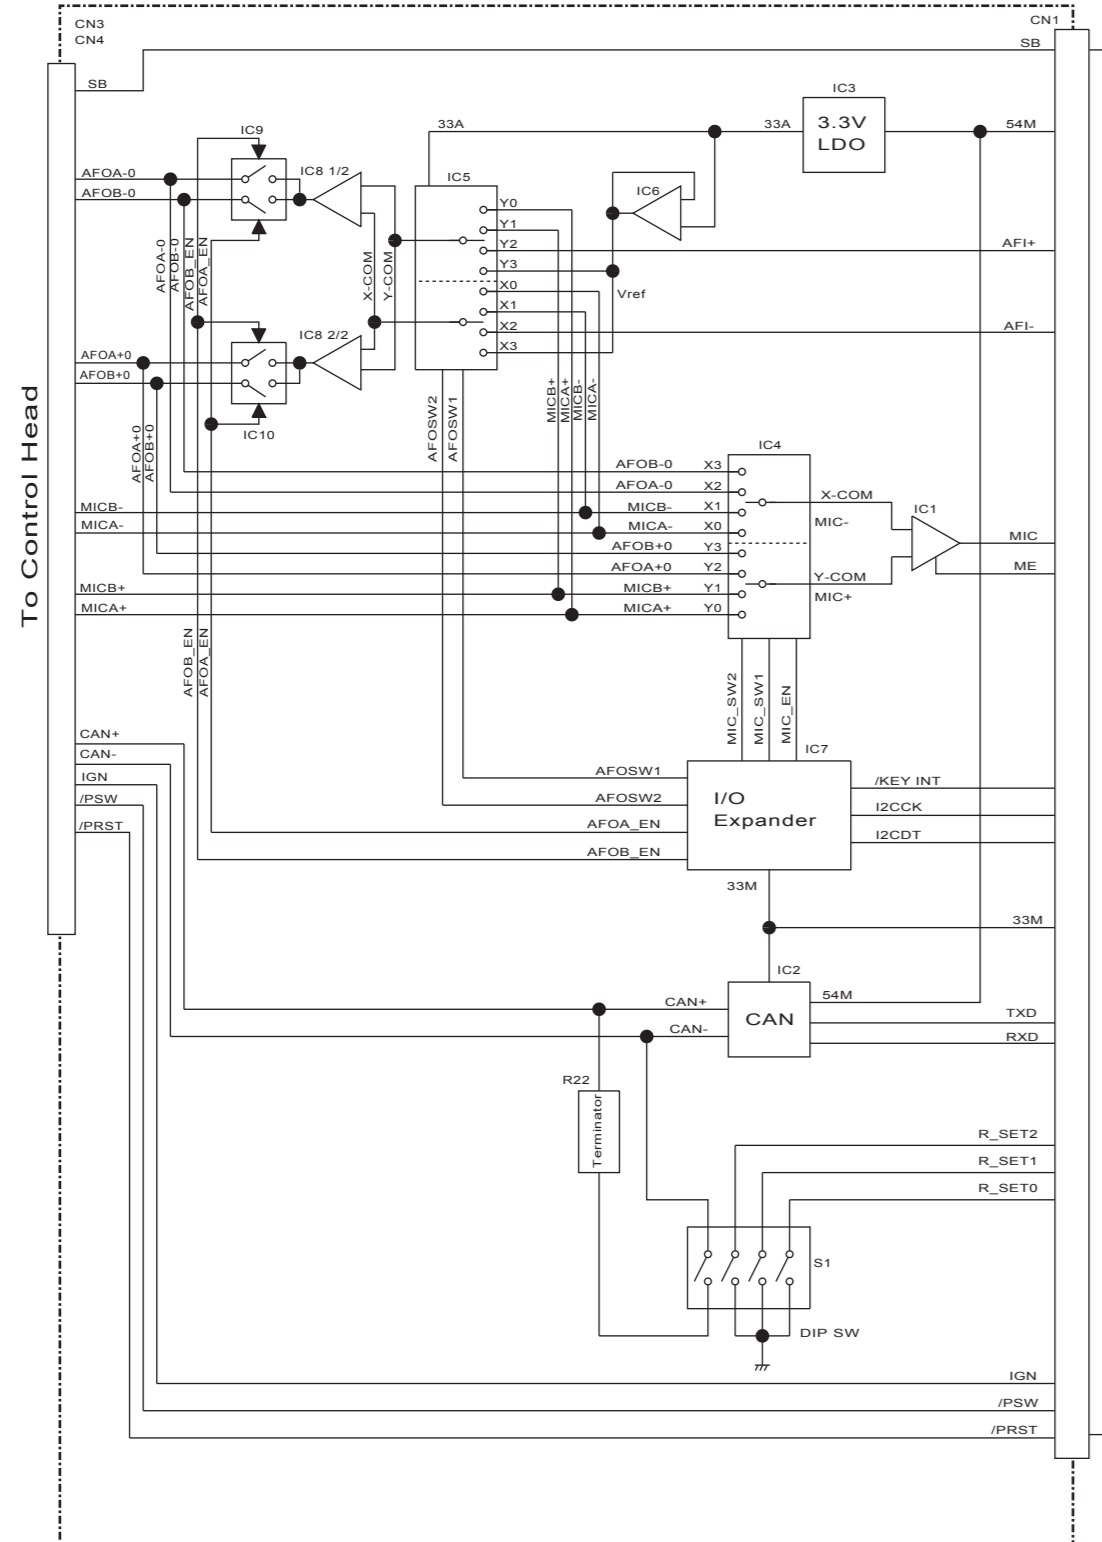 CN3
CN4
CN1
SB
SB
IC3
3.3V
LDO
33A
33A
54M
IC9
IC8 1/2
IC5
IC6
AFOA-0
AFOB-0
Y0
Y1
Y2
Y3
X0
X1
X2
X3
AFI+
Vref
AFI-
AFOA-0
AFOB-0
AFOB_EN
AFOA_EN
X-COM
Y-COM
IC8 2/2
AFOA+0
AFOB+0
IC10
AFOA+0
AFOB+0
AFOSW2
AFOSW1
MICB+
MICA+
MICB-
MICA-
To Control Head
IC4
AFOB-0 X3
AFOA-0 X2
MICB- X1
MICA- X0
AFOB+0 Y3
AFOA+0 Y2
MICB+ Y1
MICA+ Y0
X-COM
MIC-
Y-COM
MIC+
IC1
MIC
ME
MICB-
MICA-
MICB+
MICA+
AFOB_EN
AFOA_EN
MIC_SW2
MIC_SW1
MIC_EN
IC7
CAN+
CAN-
IGN
/PSW
/PRST
AFOSW1
AFOSW2
AFOA_EN
AFOB_EN
I/O
Expander
/KEY INT
I2CCK
I2CDT
33M
33M
IC2
CAN+
CAN-
CAN
54M
TXD
RXD
R22
Terminator
R_SET2
R_SET1
R_SET0
S1
DIP SW
IGN
/PSW
/PRST